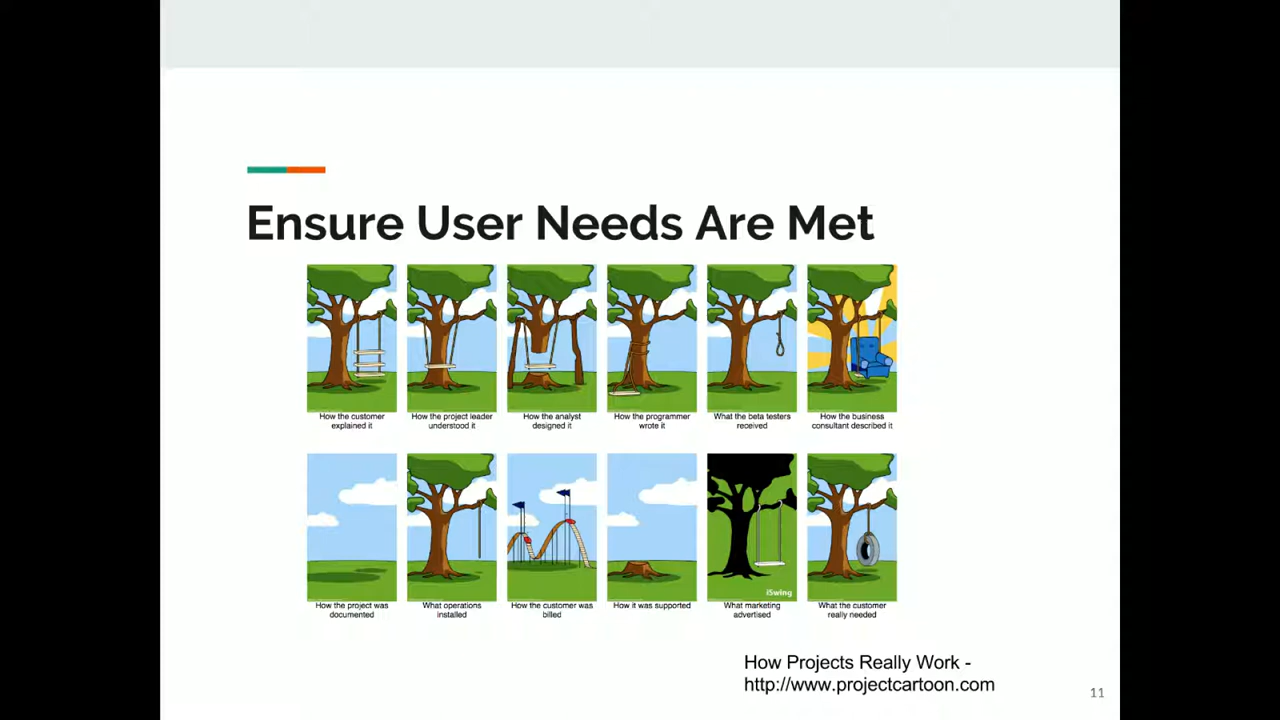 Ensure User Needs Are Met
How the customer
explained it
How the project leader
understood it
How the analyst
designed it
How the programmer
wrote it
What the beta testers
received
How the business
consultant described it
How the project was
documented
What operations
installed
How the customer was
billed
How it was supported
iSwing
What marketing
advertised
What the customer
really needed
How Projects Really Work -
http://www.projectcartoon.com
11